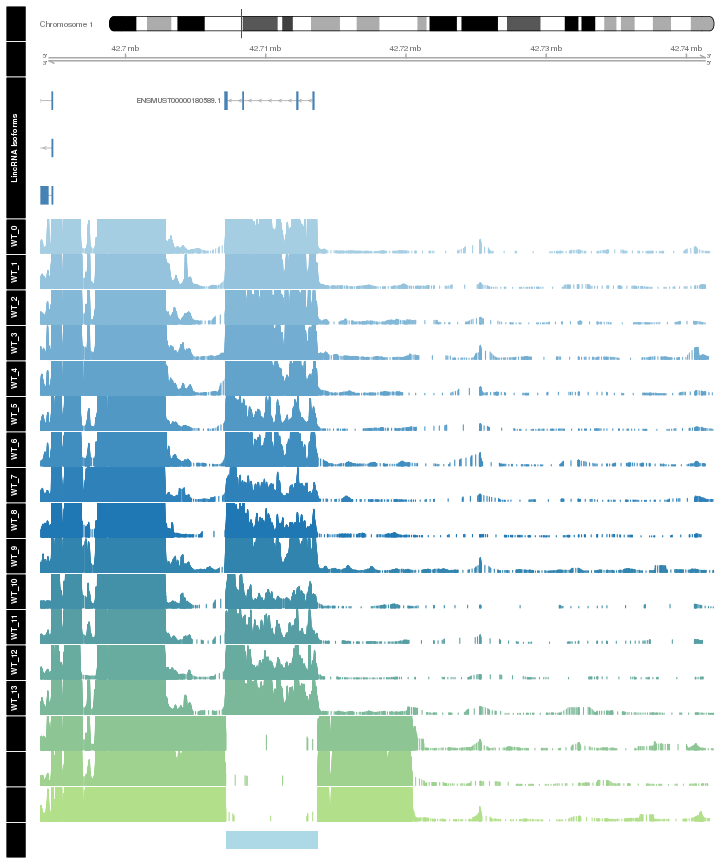 Chromosome 1
42.7 mb 42.71 mb 42.72 mb 42.73 mb 42.74 mb
5' 5'
3' 3'
LincRNA Isoforms
ENSMUST00000180589.1
WT_0
WT_1
WT_2
WT_3
WT_4
WT_5
WT_6
WT_7
WT_8
WT_9
WT_10
WT_11
WT_12
WT_13